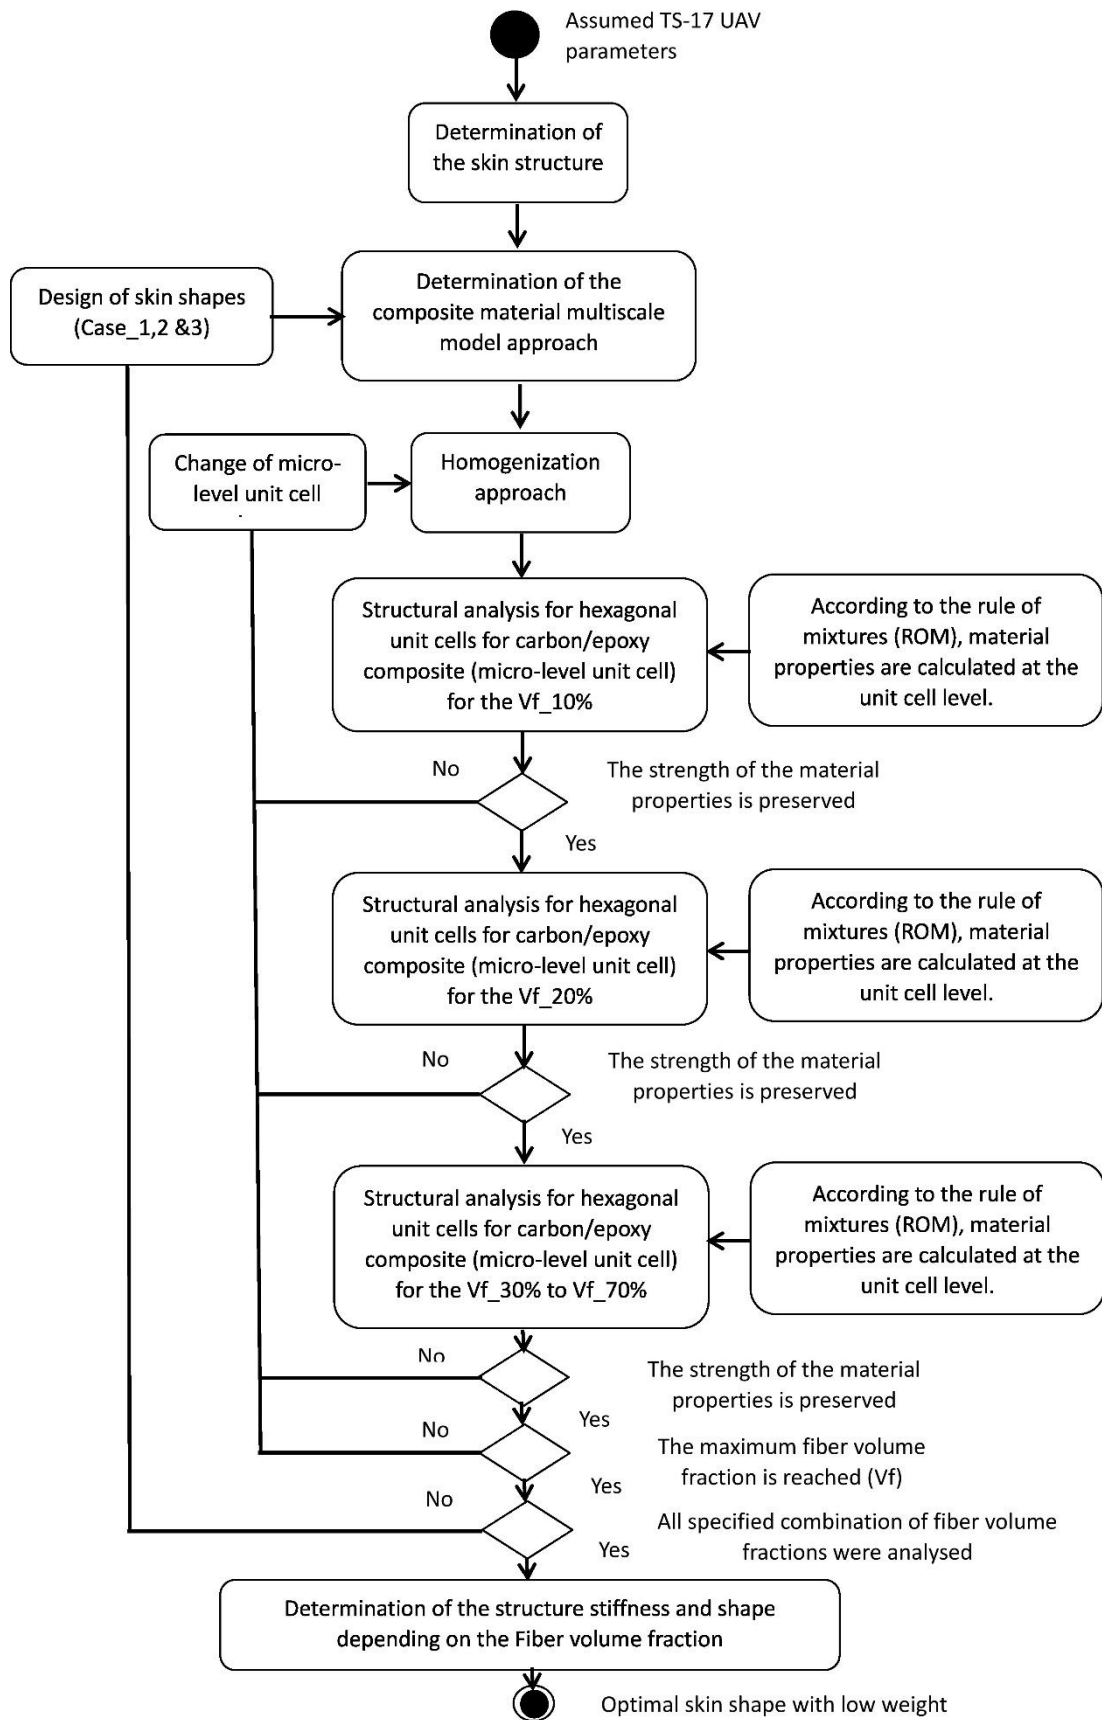 Assumed TS-17 UAV
parameters
Determination of
the skin structure
Design of skin shapes
(Case_1,2 &3)
Determination of the
composite material multiscale
model approach
Change of micro-
level unit cell
Homogenization
approach
Structural analysis for hexagonal
unit cells for carbon/epoxy
composite (micro-level unit cell)
for the Vf_10%
According to the rule of
mixtures (ROM), material
properties are calculated at the
unit cell level.
No
The strength of the material
properties is preserved
Yes
Structural analysis for hexagonal
unit cells for carbon/epoxy
composite (micro-level unit cell)
for the Vf_20%
According to the rule of
mixtures (ROM), material
properties are calculated at the
unit cell level.
No
The strength of the material
properties is preserved
Yes
Structural analysis for hexagonal
unit cells for carbon/epoxy
composite (micro-level unit cell)
for the Vf_30% to Vf_70%
According to the rule of
mixtures (ROM), material
properties are calculated at the
unit cell level.
No
The strength of the material
properties is preserved
Yes
No
The maximum fiber volume
fraction is reached (Vf)
Yes
No
All specified combination of fiber volume
fractions were analysed
Yes
Determination of the structure stiffness and shape
depending on the Fiber volume fraction
Optimal skin shape with low weight